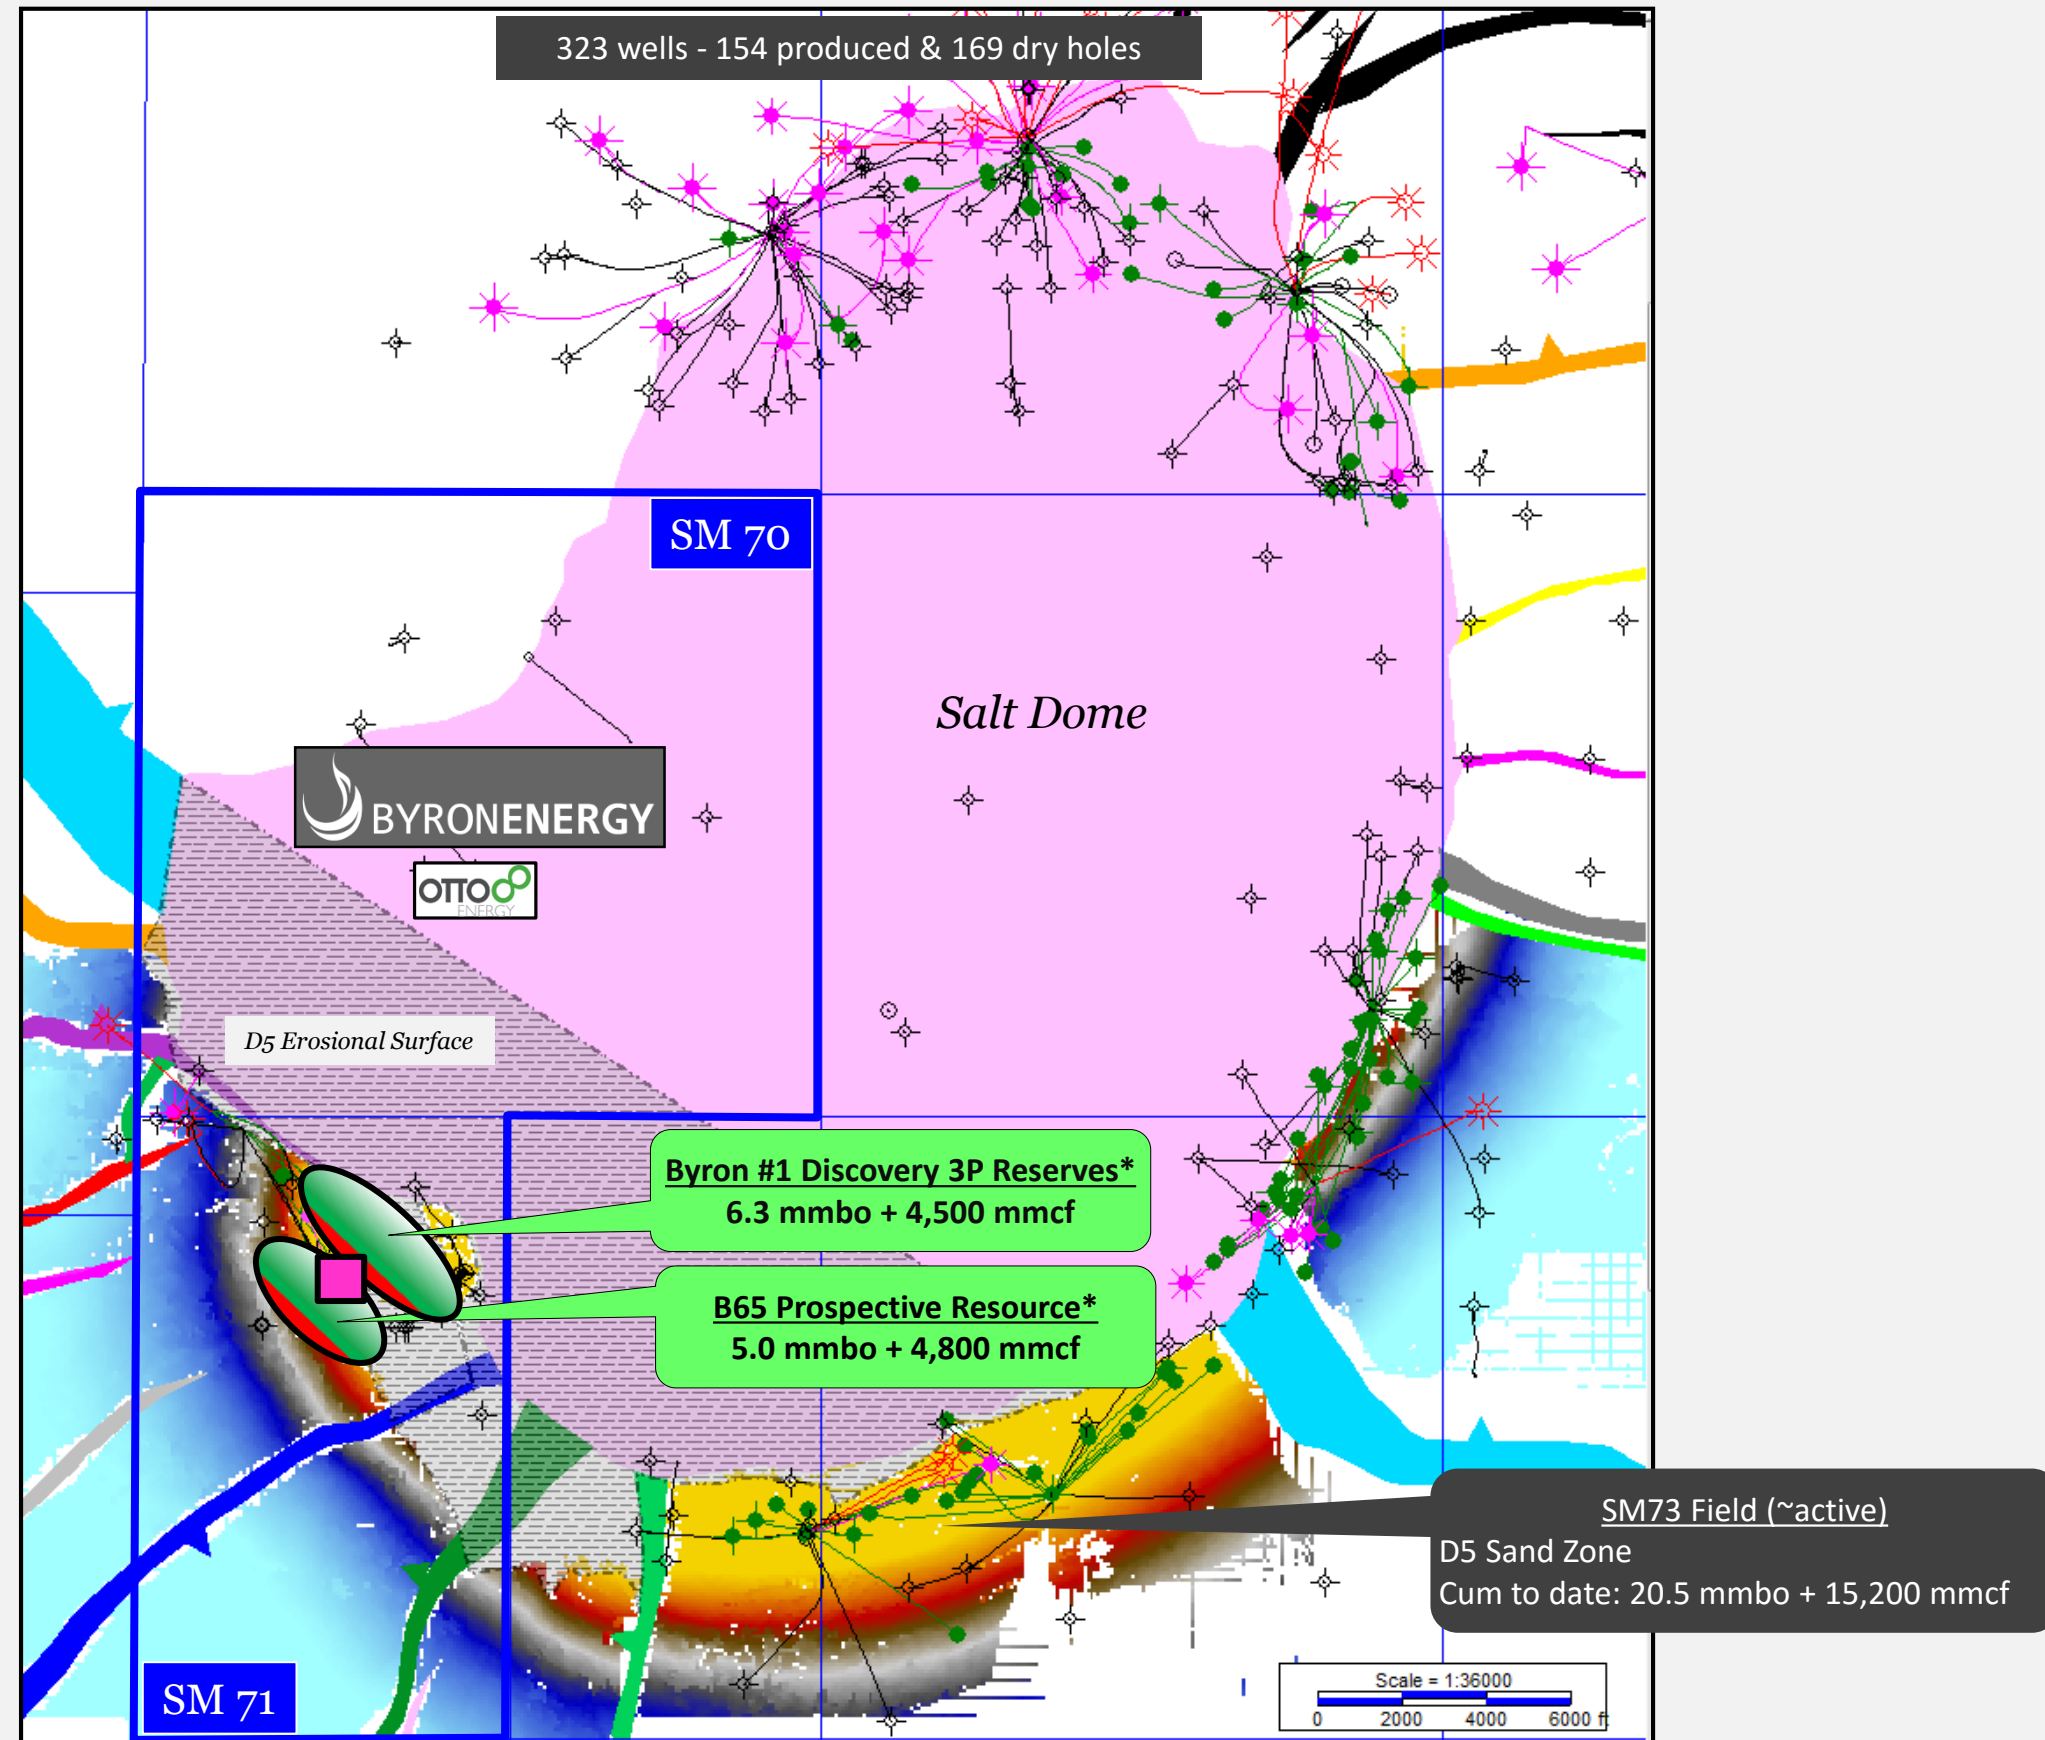 323 wells - 154 produced & 169 dry holes
SM 70
Salt Dome
BYRONENERGY
OTTO
ENERGY
D5 Erosional Surface
Byron #1 Discovery 3P Reserves*
6.3 mmbo + 4,500 mmcf
B65 Prospective Resource*
5.0 mmbo + 4,800 mmcf
SM73 Field (~active)
D5 Sand Zone
Cum to date: 20.5 mmbo + 15,200 mmcf
SM 71
Scale = 1:36000
0 2000 4000 6000 ft